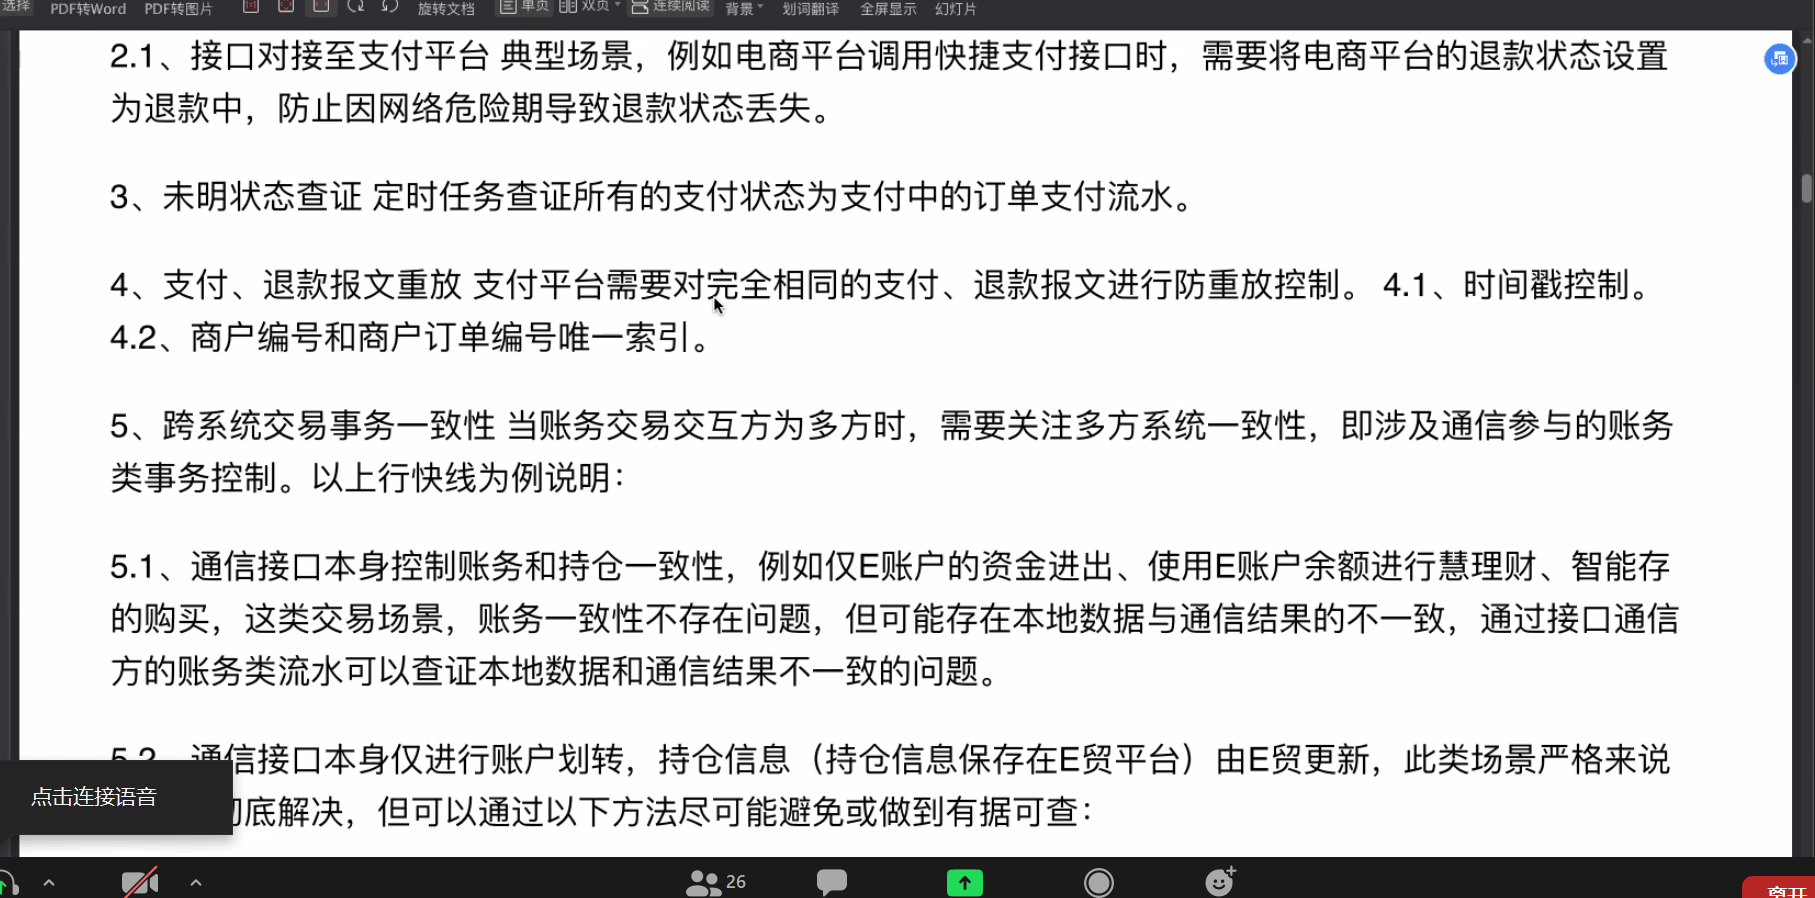 选择 PDF转Word PDF转图片 旋转文档 单页 双页 连续阅读 背景 划词翻译 全屏显示 幻灯片
2.1、接口对接至支付平台 典型场景，例如电商平台调用快捷支付接口时，需要将电商平台的退款状态设置
为退款中，防止因网络危险期导致退款状态丢失。
3、未明状态查证 定时任务查证所有的支付状态为支付中的订单支付流水。
4、支付、退款报文重放 支付平台需要对完全相同的支付、退款报文进行防重放控制。 4.1、时间戳控制。
4.2、商户编号和商户订单编号唯一索引。
5、跨系统交易事务一致性 当账务交易交互方为多方时，需要关注多方系统一致性，即涉及通信参与的账务
类事务控制。以上行快线为例说明：
5.1、通信接口本身控制账务和持仓一致性，例如仅E账户的资金进出、使用E账户余额进行慧理财、智能存
的购买，这类交易场景，账务一致性不存在问题，但可能存在本地数据与通信结果的不一致，通过接口通信
方的账务类流水可以查证本地数据和通信结果不一致的问题。
5.2、通信接口本身仅进行账户划转，持仓信息（持仓信息保存在E贸平台）由E贸更新，此类场景严格来说
底解决，但可以通过以下方法尽可能避免或做到有据可查：
点击连接语音
26
离开